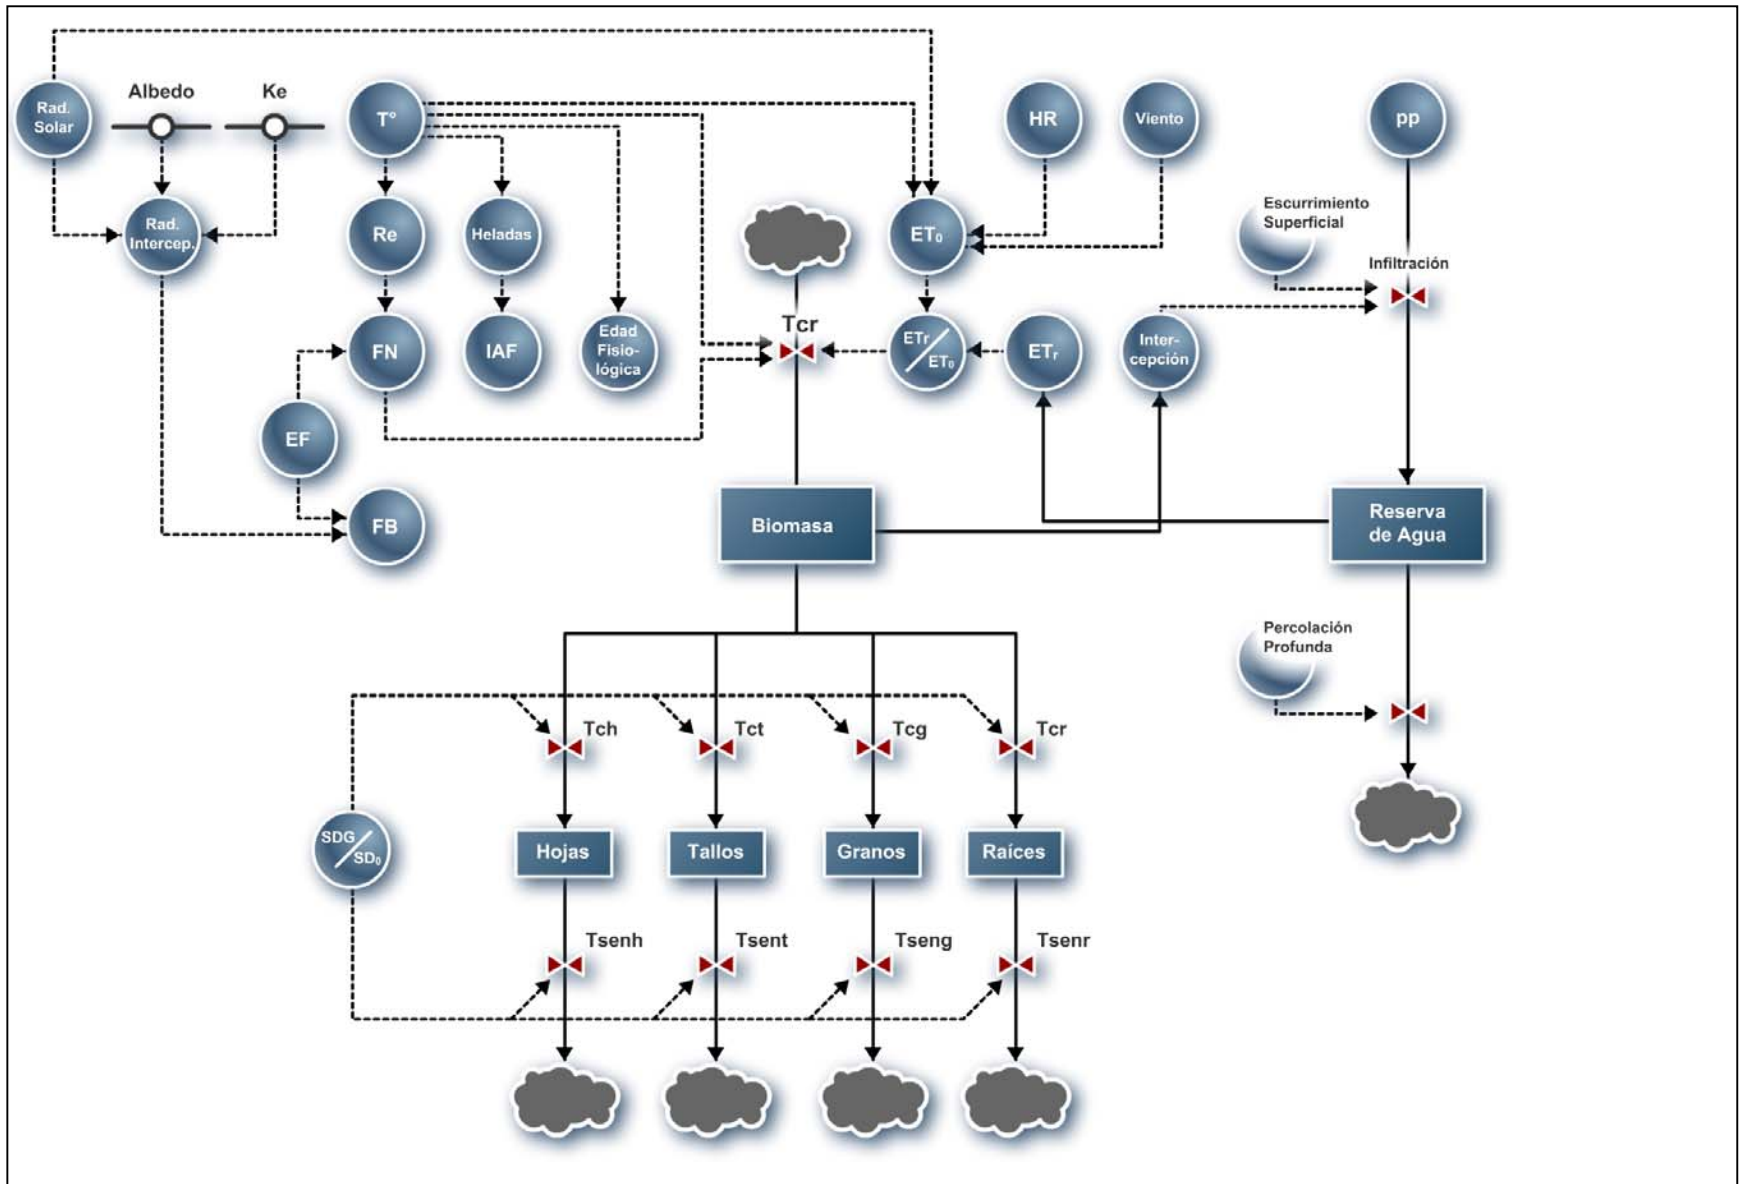 Rad.
Solar
Albedo
Ke
T°
HR
Viento
pp
Rad.
Intercep.
Re
Heladas
ET₀
Escurrimiento
Superficial
Infiltración
FN
IAF
Edad
Fisio-
lógica
Tcr
ETr
ET₀
ETr
Inter-
cepción
EF
FB
Biomasa
Reserva
de Agua
Percolación
Profunda
Tch
Tct
Tcg
Tcr
SDG
SD₀
Hojas
Tallos
Granos
Raíces
Tsenh
Tsent
Tseng
Tsenr